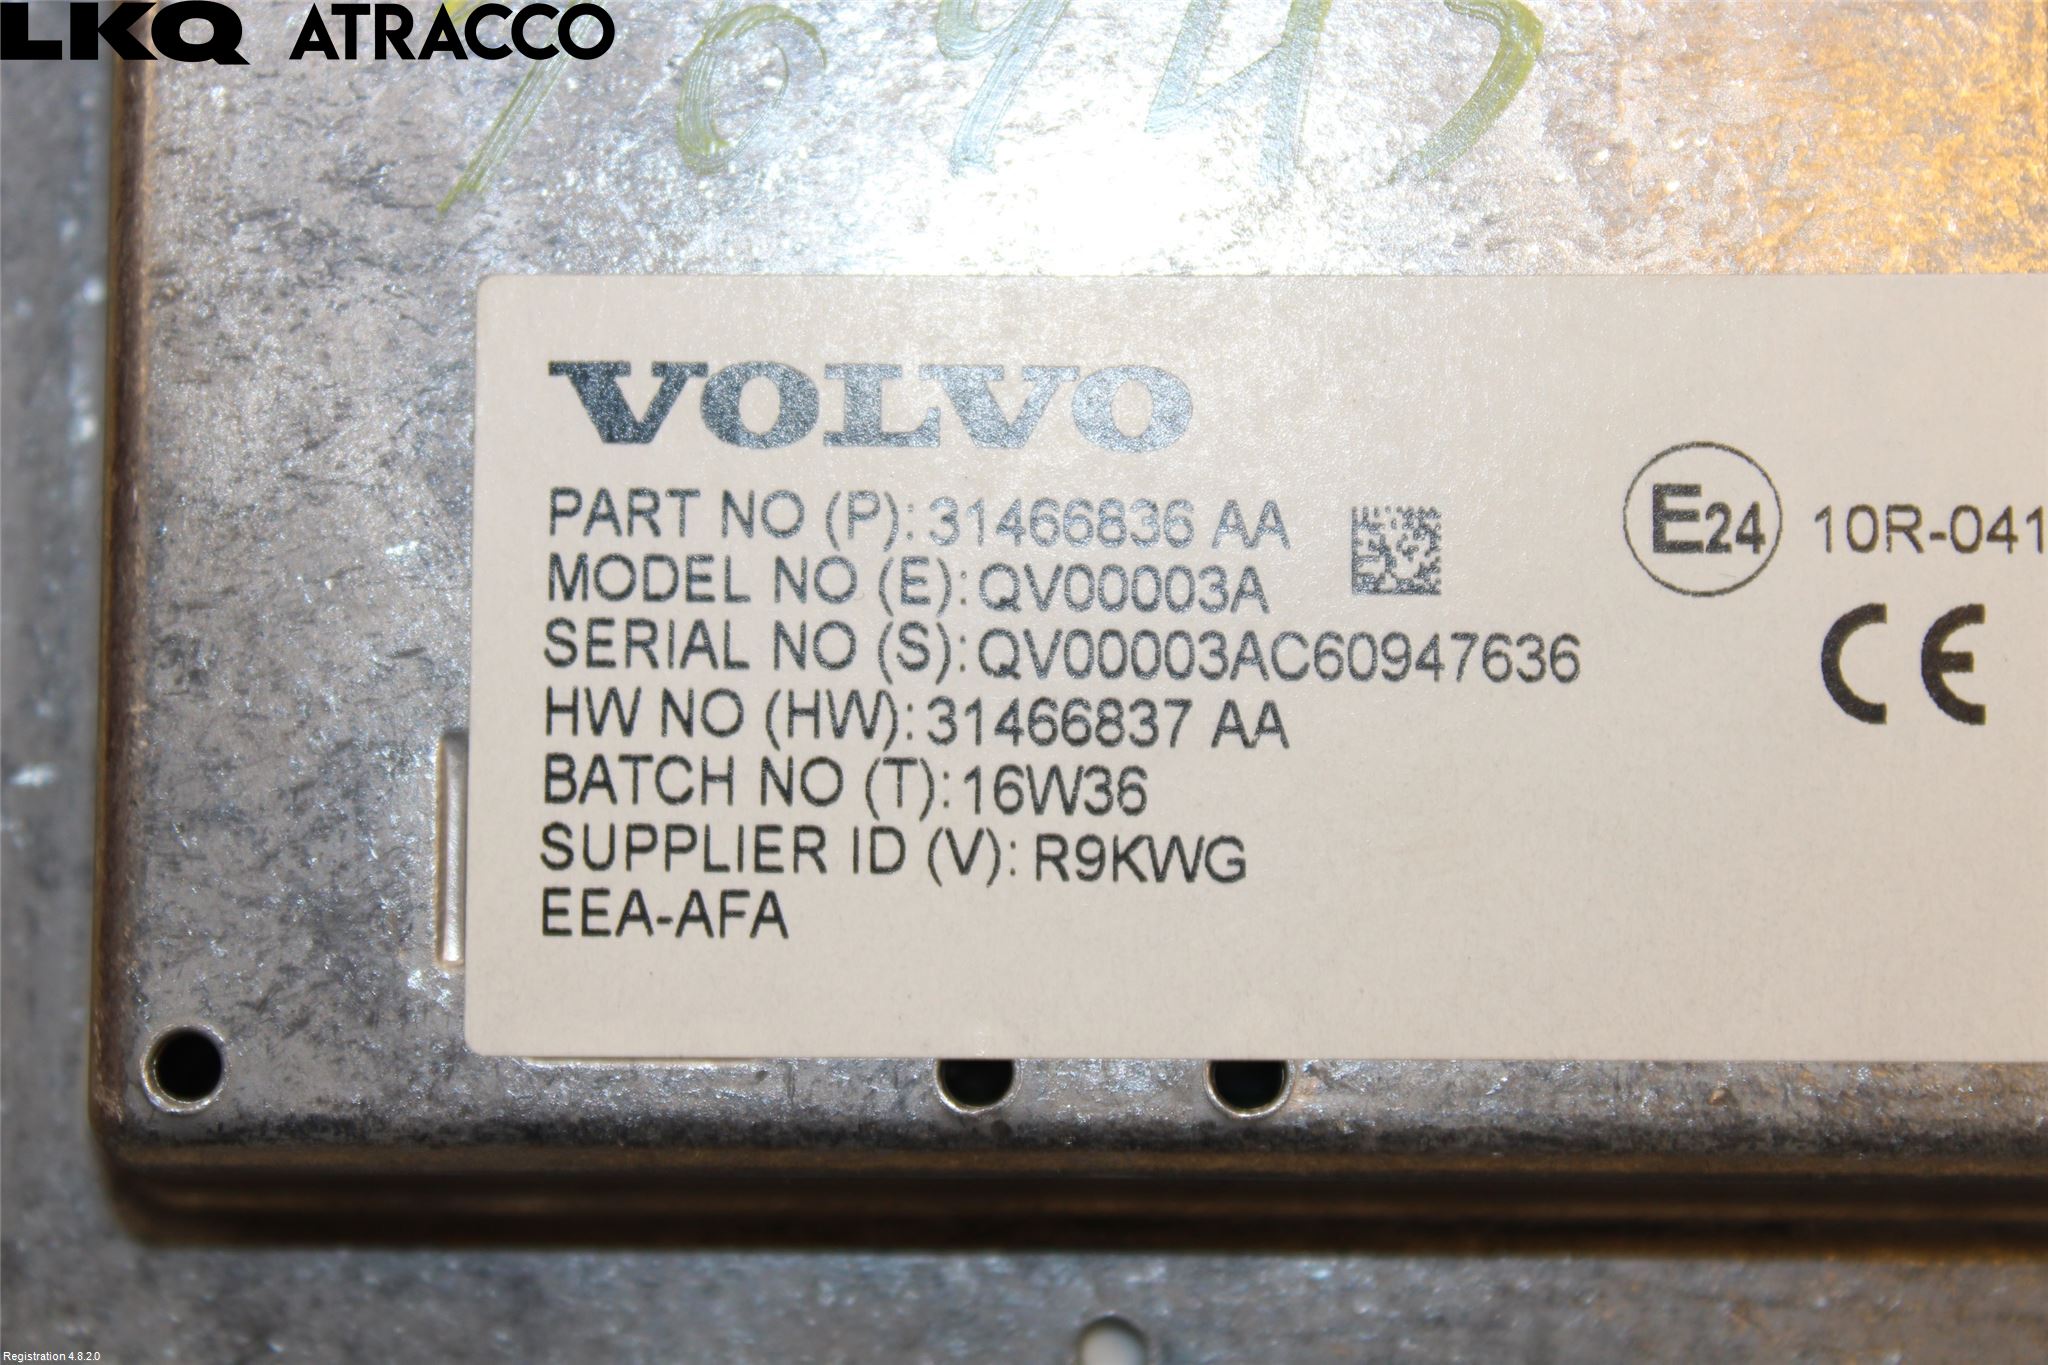 LKQ ATRACCO
VOLVO
PART NO (P): 31466836 AA
MODEL NO (E): QV00003A
SERIAL NO (S): QV00003AC60947636
HW NO (HW): 31466837 AA
BATCH NO (T): 16W36
SUPPLIER ID (V): R9KWG
EEA-AFA
E24 10R-041
CE
Registration 4.8.2.0